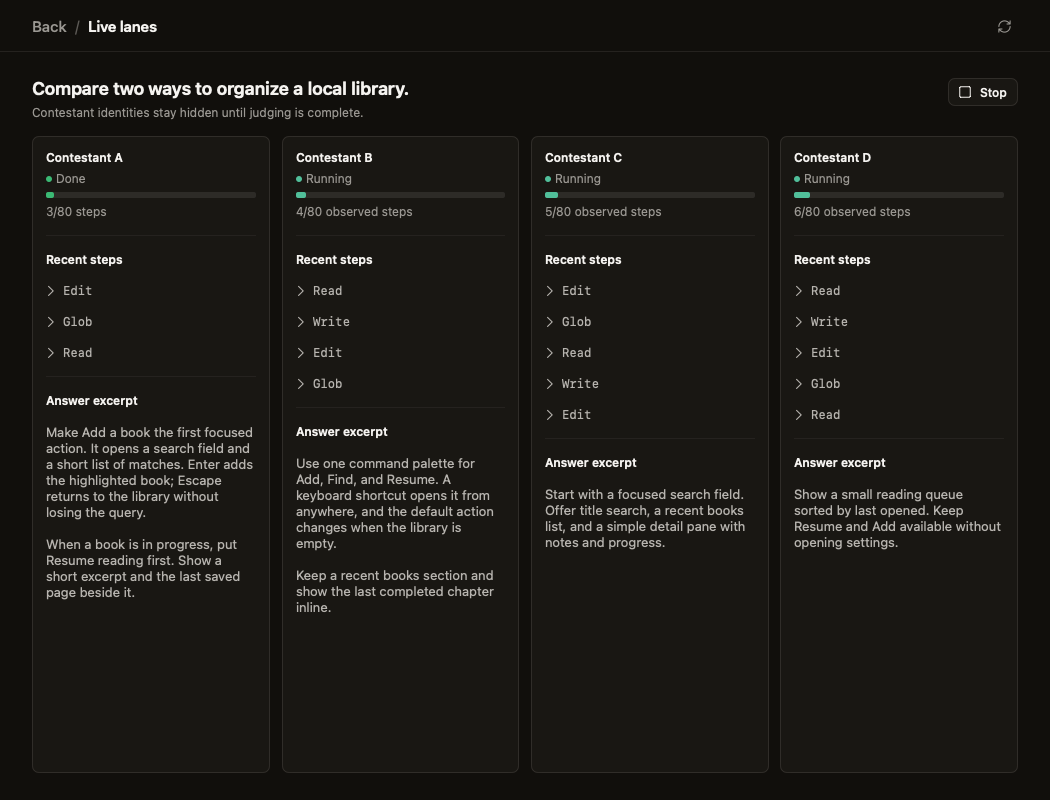 Back / Live lanes
Compare two ways to organize a local library.
Contestant identities stay hidden until judging is complete.
Stop
Contestant A
Done
3/80 steps
Recent steps
Edit
Glob
Read
Answer excerpt
Make Add a book the first focused
action. It opens a search field and
a short list of matches. Enter adds
the highlighted book; Escape
returns to the library without
losing the query.
When a book is in progress, put
Resume reading first. Show a
short excerpt and the last saved
page beside it.
Contestant B
Running
4/80 observed steps
Recent steps
Read
Write
Edit
Glob
Answer excerpt
Use one command palette for
Add, Find, and Resume. A
keyboard shortcut opens it from
anywhere, and the default action
changes when the library is
empty.
Keep a recent books section and
show the last completed chapter
inline.
Contestant C
Running
5/80 observed steps
Recent steps
Edit
Glob
Read
Write
Edit
Answer excerpt
Start with a focused search field.
Offer title search, a recent books
list, and a simple detail pane with
notes and progress.
Contestant D
Running
6/80 observed steps
Recent steps
Read
Write
Edit
Glob
Read
Answer excerpt
Show a small reading queue
sorted by last opened. Keep
Resume and Add available without
opening settings.